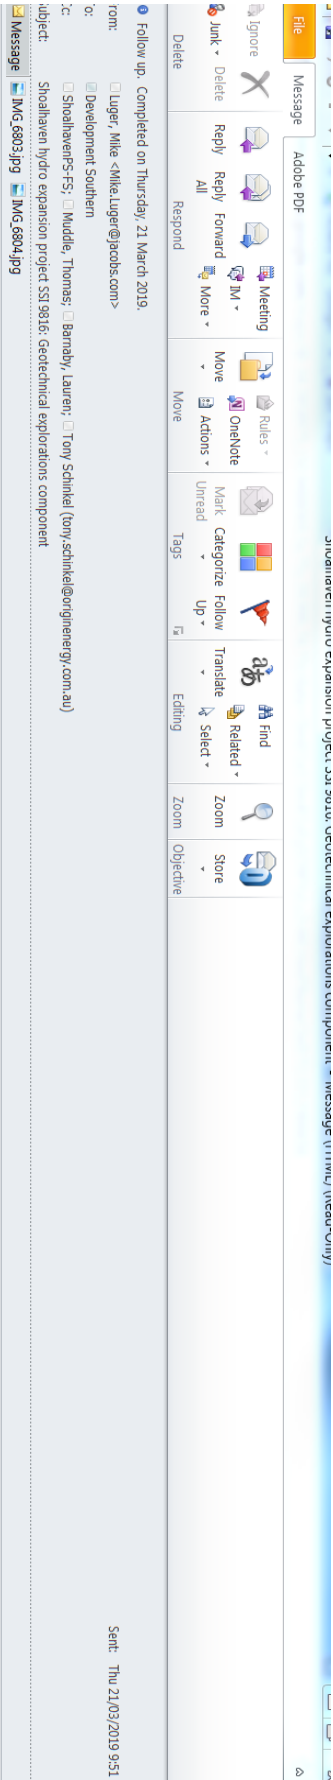 Shoalhaven hydro expansion project SSI 9816: Geotechnical explorations component - Message (HTML) (Read-Only)
File Message Adobe PDF
Ignore
Junk
Delete
Delete
Reply
Reply All
Forward
Meeting
IM
More
Respond
Move
Rules
OneNote
Actions
Move
Mark Unread
Categorize
Follow Up
Tags
Translate
Find
Related
Select
Editing
Zoom
Zoom
Store
Objective
Follow up. Completed on Thursday, 21 March 2019.
rom: Luger, Mike <Mike.Luger@jacobs.com> Sent: Thu 21/03/2019 9:51
o: Development Southern
c: ShoalhavenPS-FS; Muddle, Thomas; Barnaby, Lauren; Tony Schinkel (tony.schinkel@originenergy.com.au)
ubject: Shoalhaven hydro expansion project SSI 9816: Geotechnical explorations component
Message IMG_6803.jpg IMG_6804.jpg